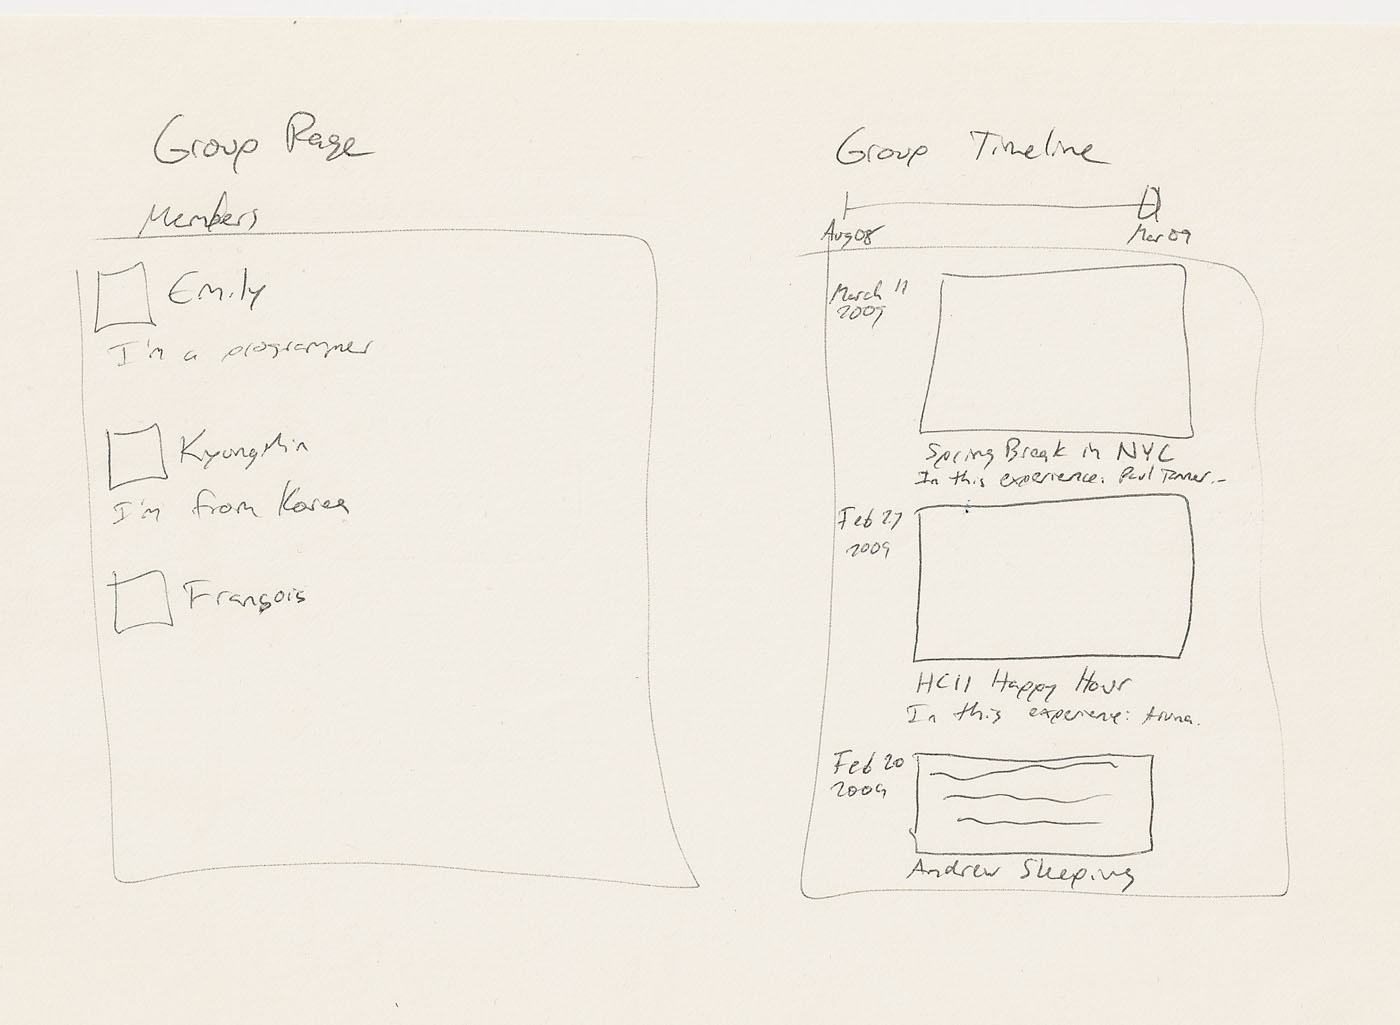 Group Page
Members
Emily
I'm a programmer
KyungMin
I'm from Korea
François
Group Timeline
Aug 08
Mar 09
March 11
2009
Spring Break in NYC
In this experience: Paul Tanner..
Feb 27
2009
HCII Happy Hour
In this experience:
Feb 20
2009
Andrew Sleeping